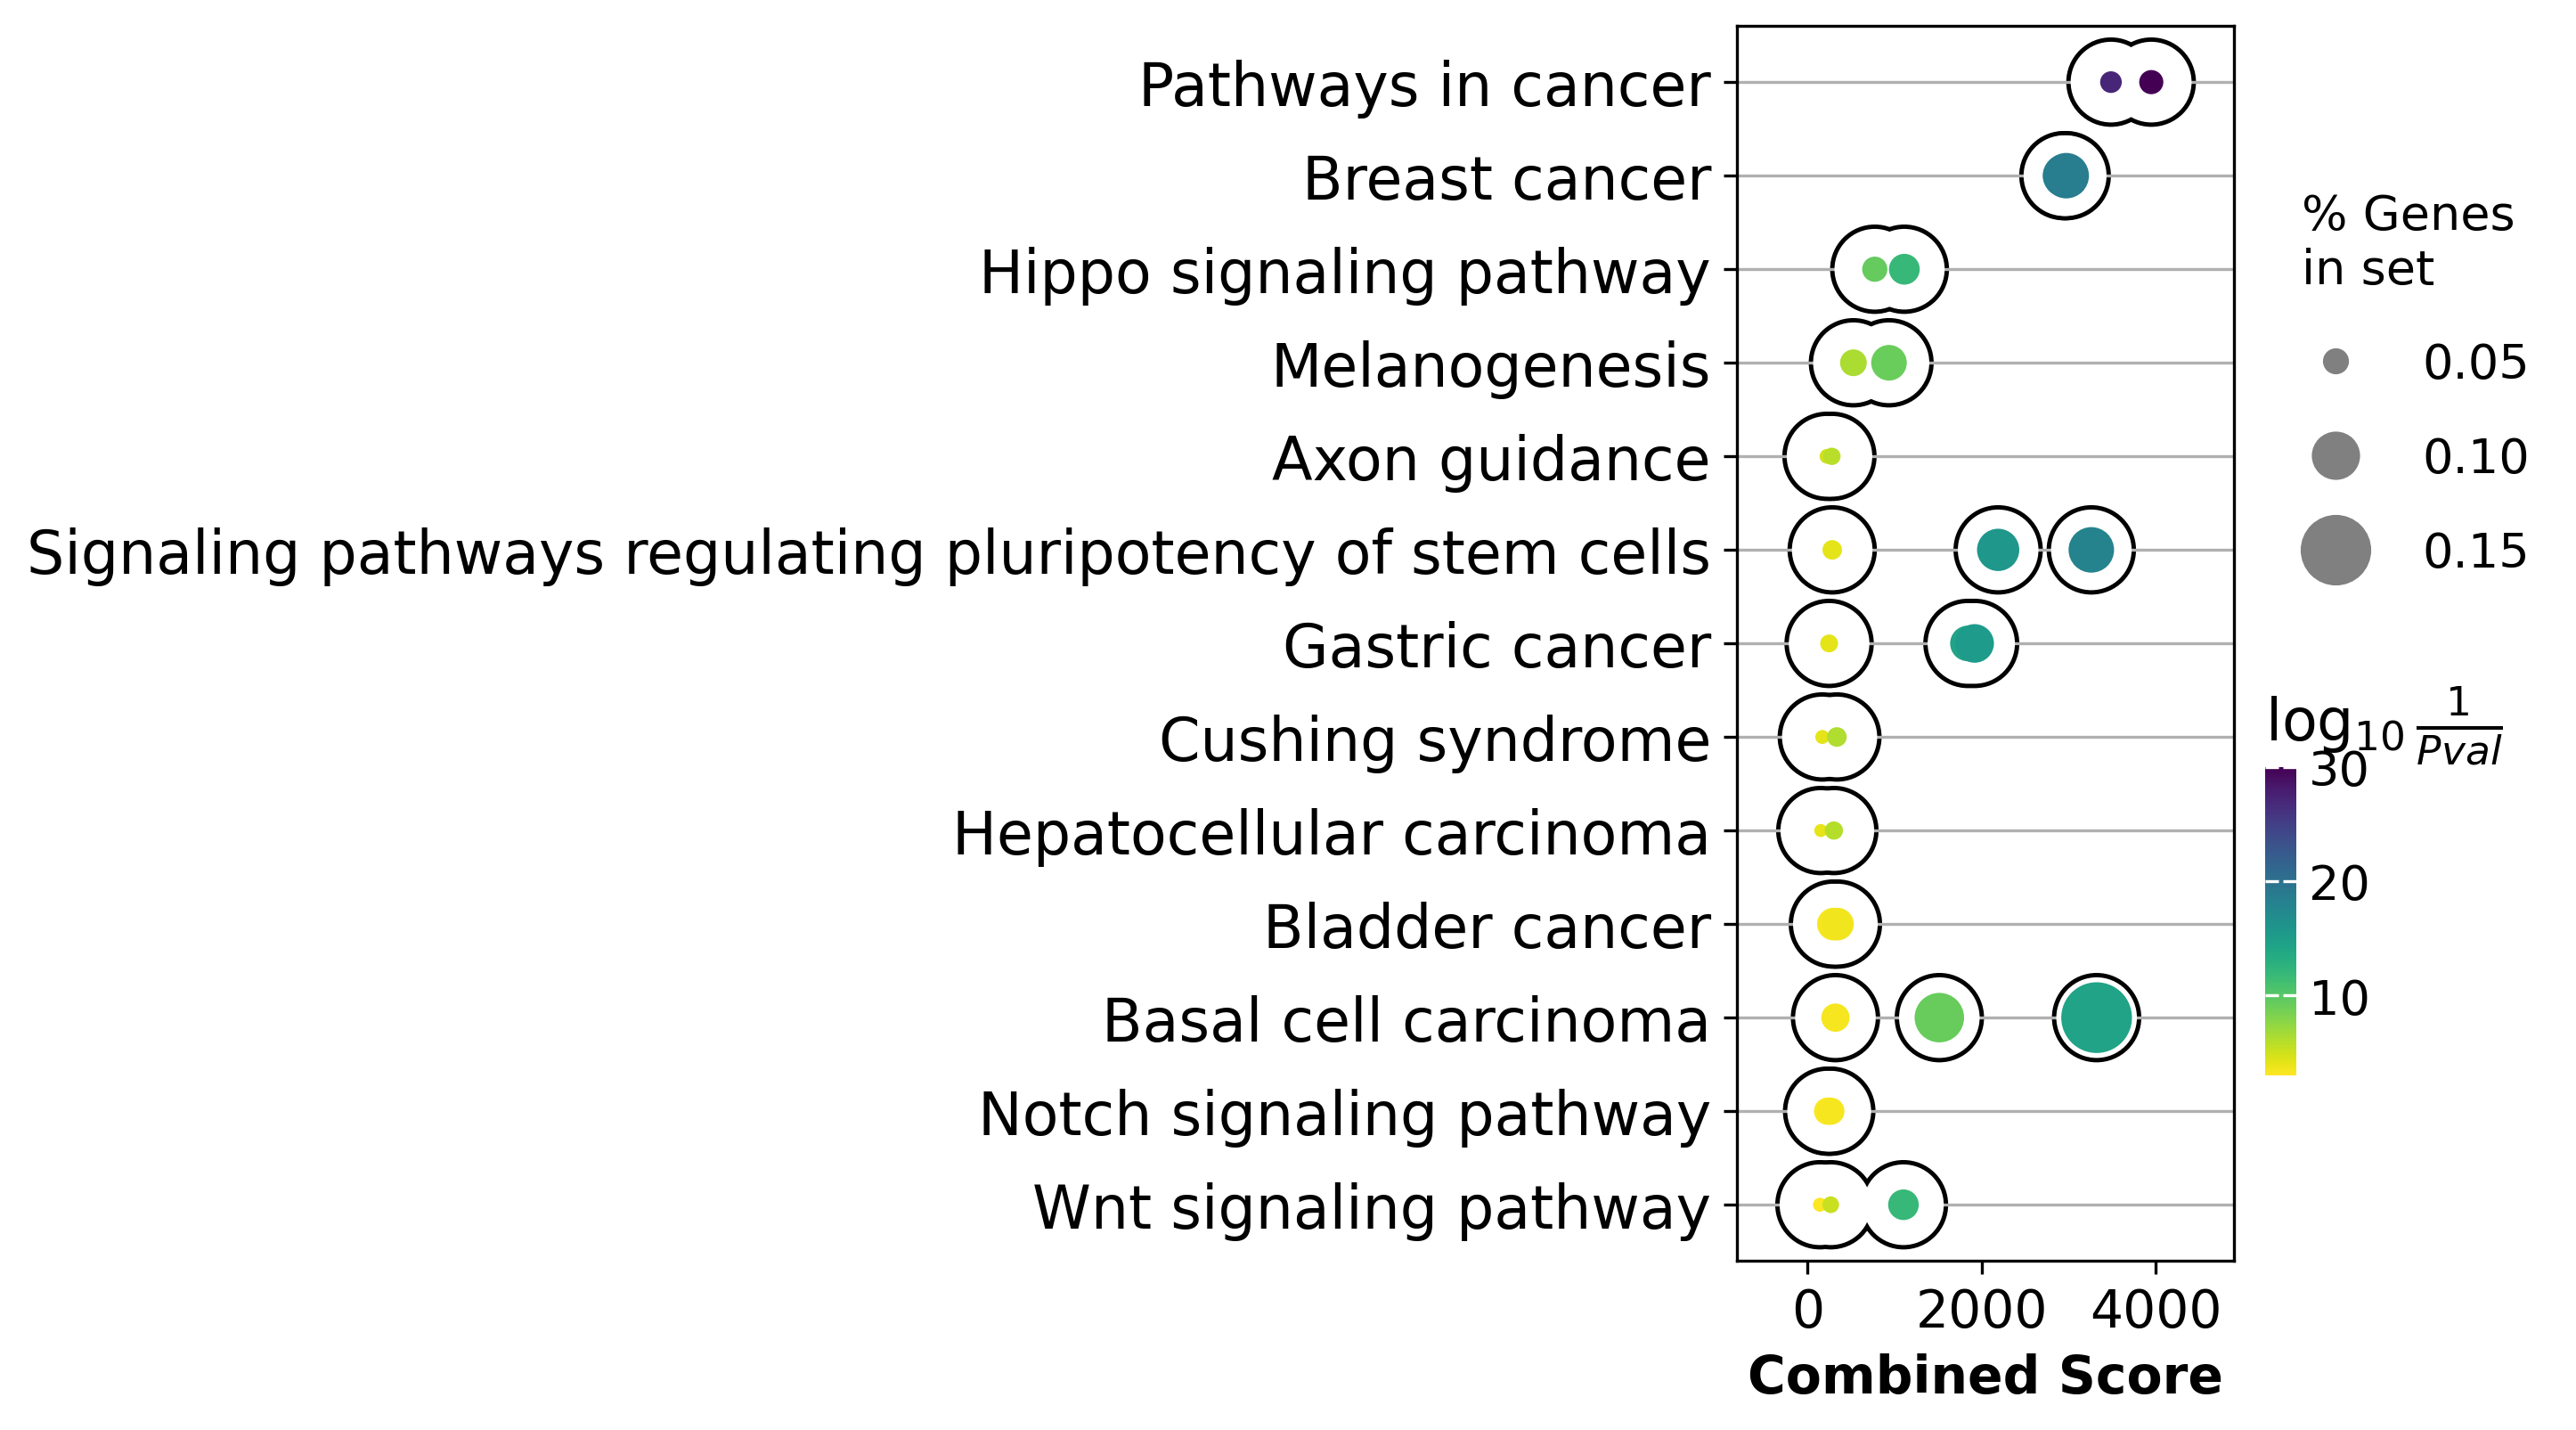 Pathways in cancer
Breast cancer
Hippo signaling pathway
Melanogenesis
Axon guidance
Signaling pathways regulating pluripotency of stem cells
Gastric cancer
Cushing syndrome
Hepatocellular carcinoma
Bladder cancer
Basal cell carcinoma
Notch signaling pathway
Wnt signaling pathway
0 2000 4000
Combined Score
% Genes
in set
0.05
0.10
0.15
log10 1/Pval
30
20
10